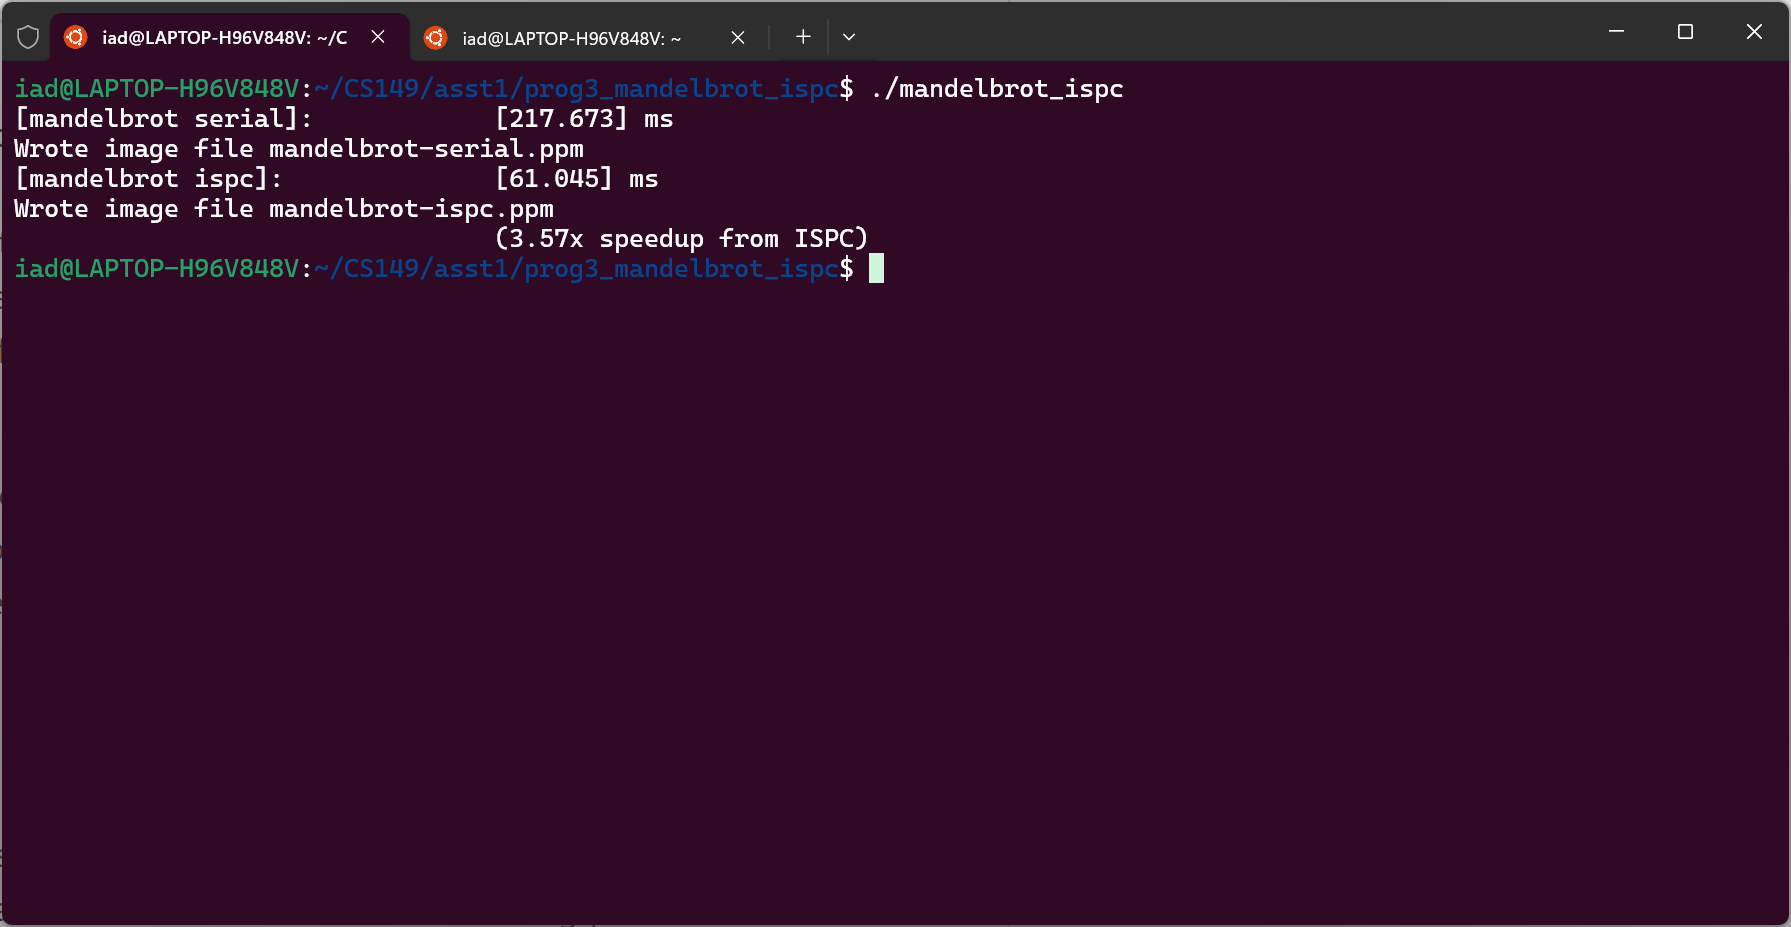 iad@LAPTOP-H96V848V: ~/C
iad@LAPTOP-H96V848V: ~
iad@LAPTOP-H96V848V:~/CS149/asst1/prog3_mandelbrot_ispc$ ./mandelbrot_ispc
[mandelbrot serial]:            [217.673] ms
Wrote image file mandelbrot-serial.ppm
[mandelbrot ispc]:              [61.045] ms
Wrote image file mandelbrot-ispc.ppm
                                (3.57x speedup from ISPC)
iad@LAPTOP-H96V848V:~/CS149/asst1/prog3_mandelbrot_ispc$